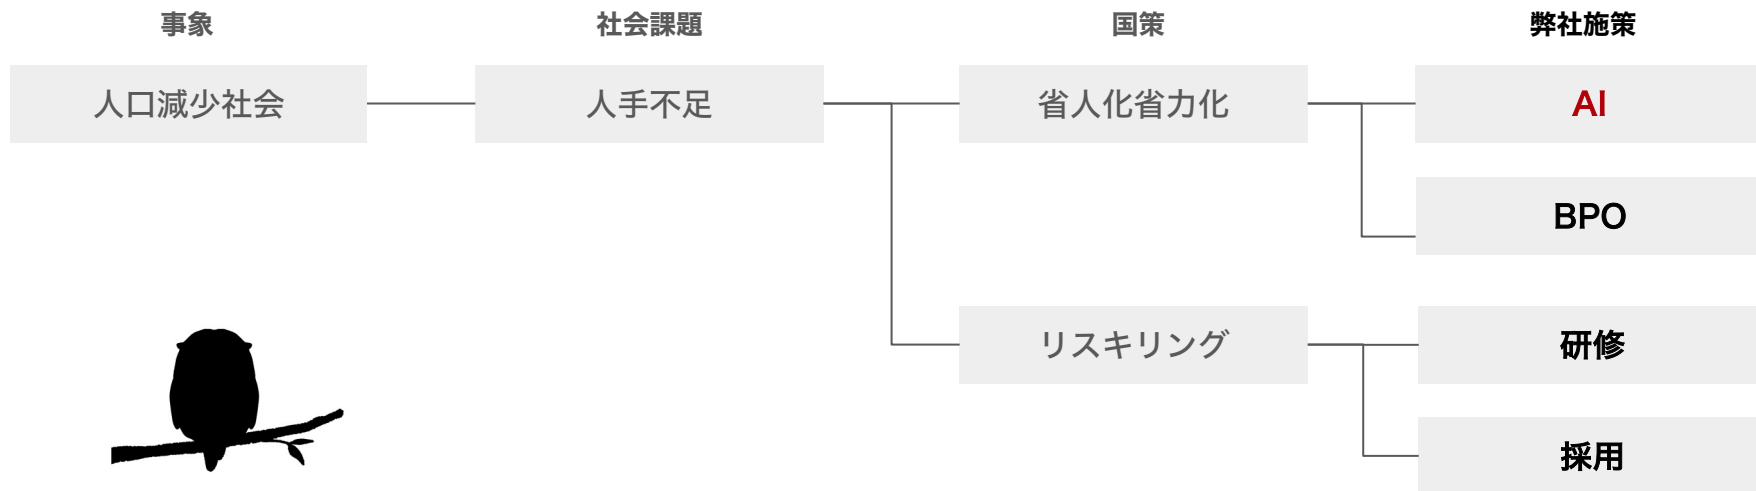 事象
社会課題
国策
弊社施策
人口減少社会
人手不足
省人化省力化
AI
BPO
リスキリング
研修
採用